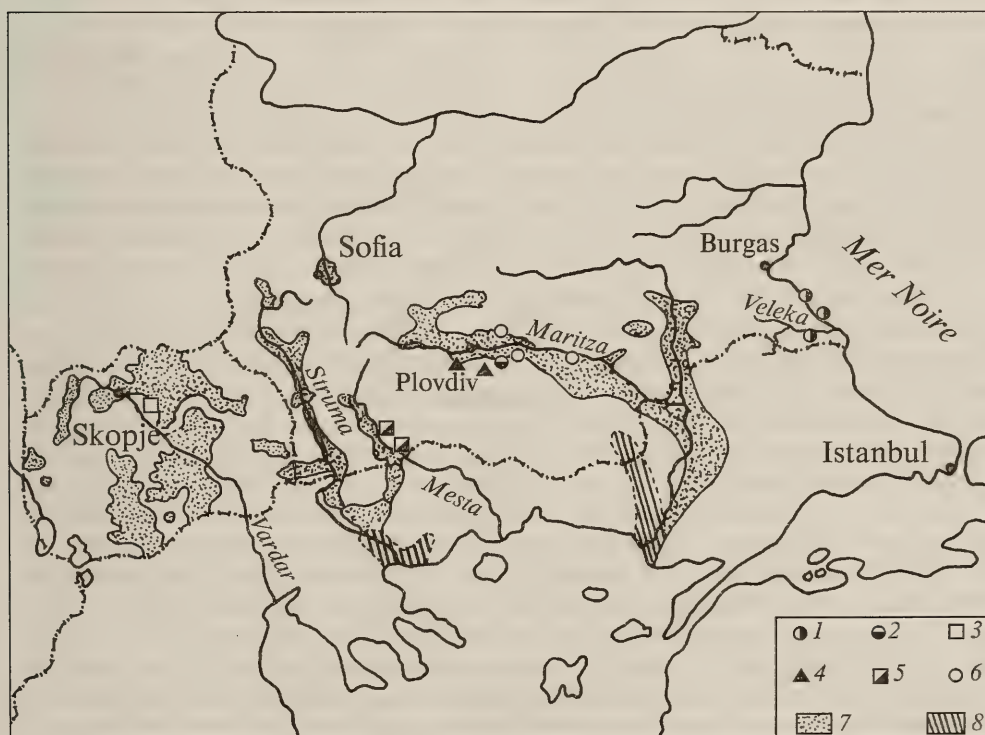 Sofia
Burgas
Mer Noire
Veleka
Maritza
Plovdiv
Struma
Skopje
Istanbul
Mesta
Vardar
1 2 3
4 5 6
7 8